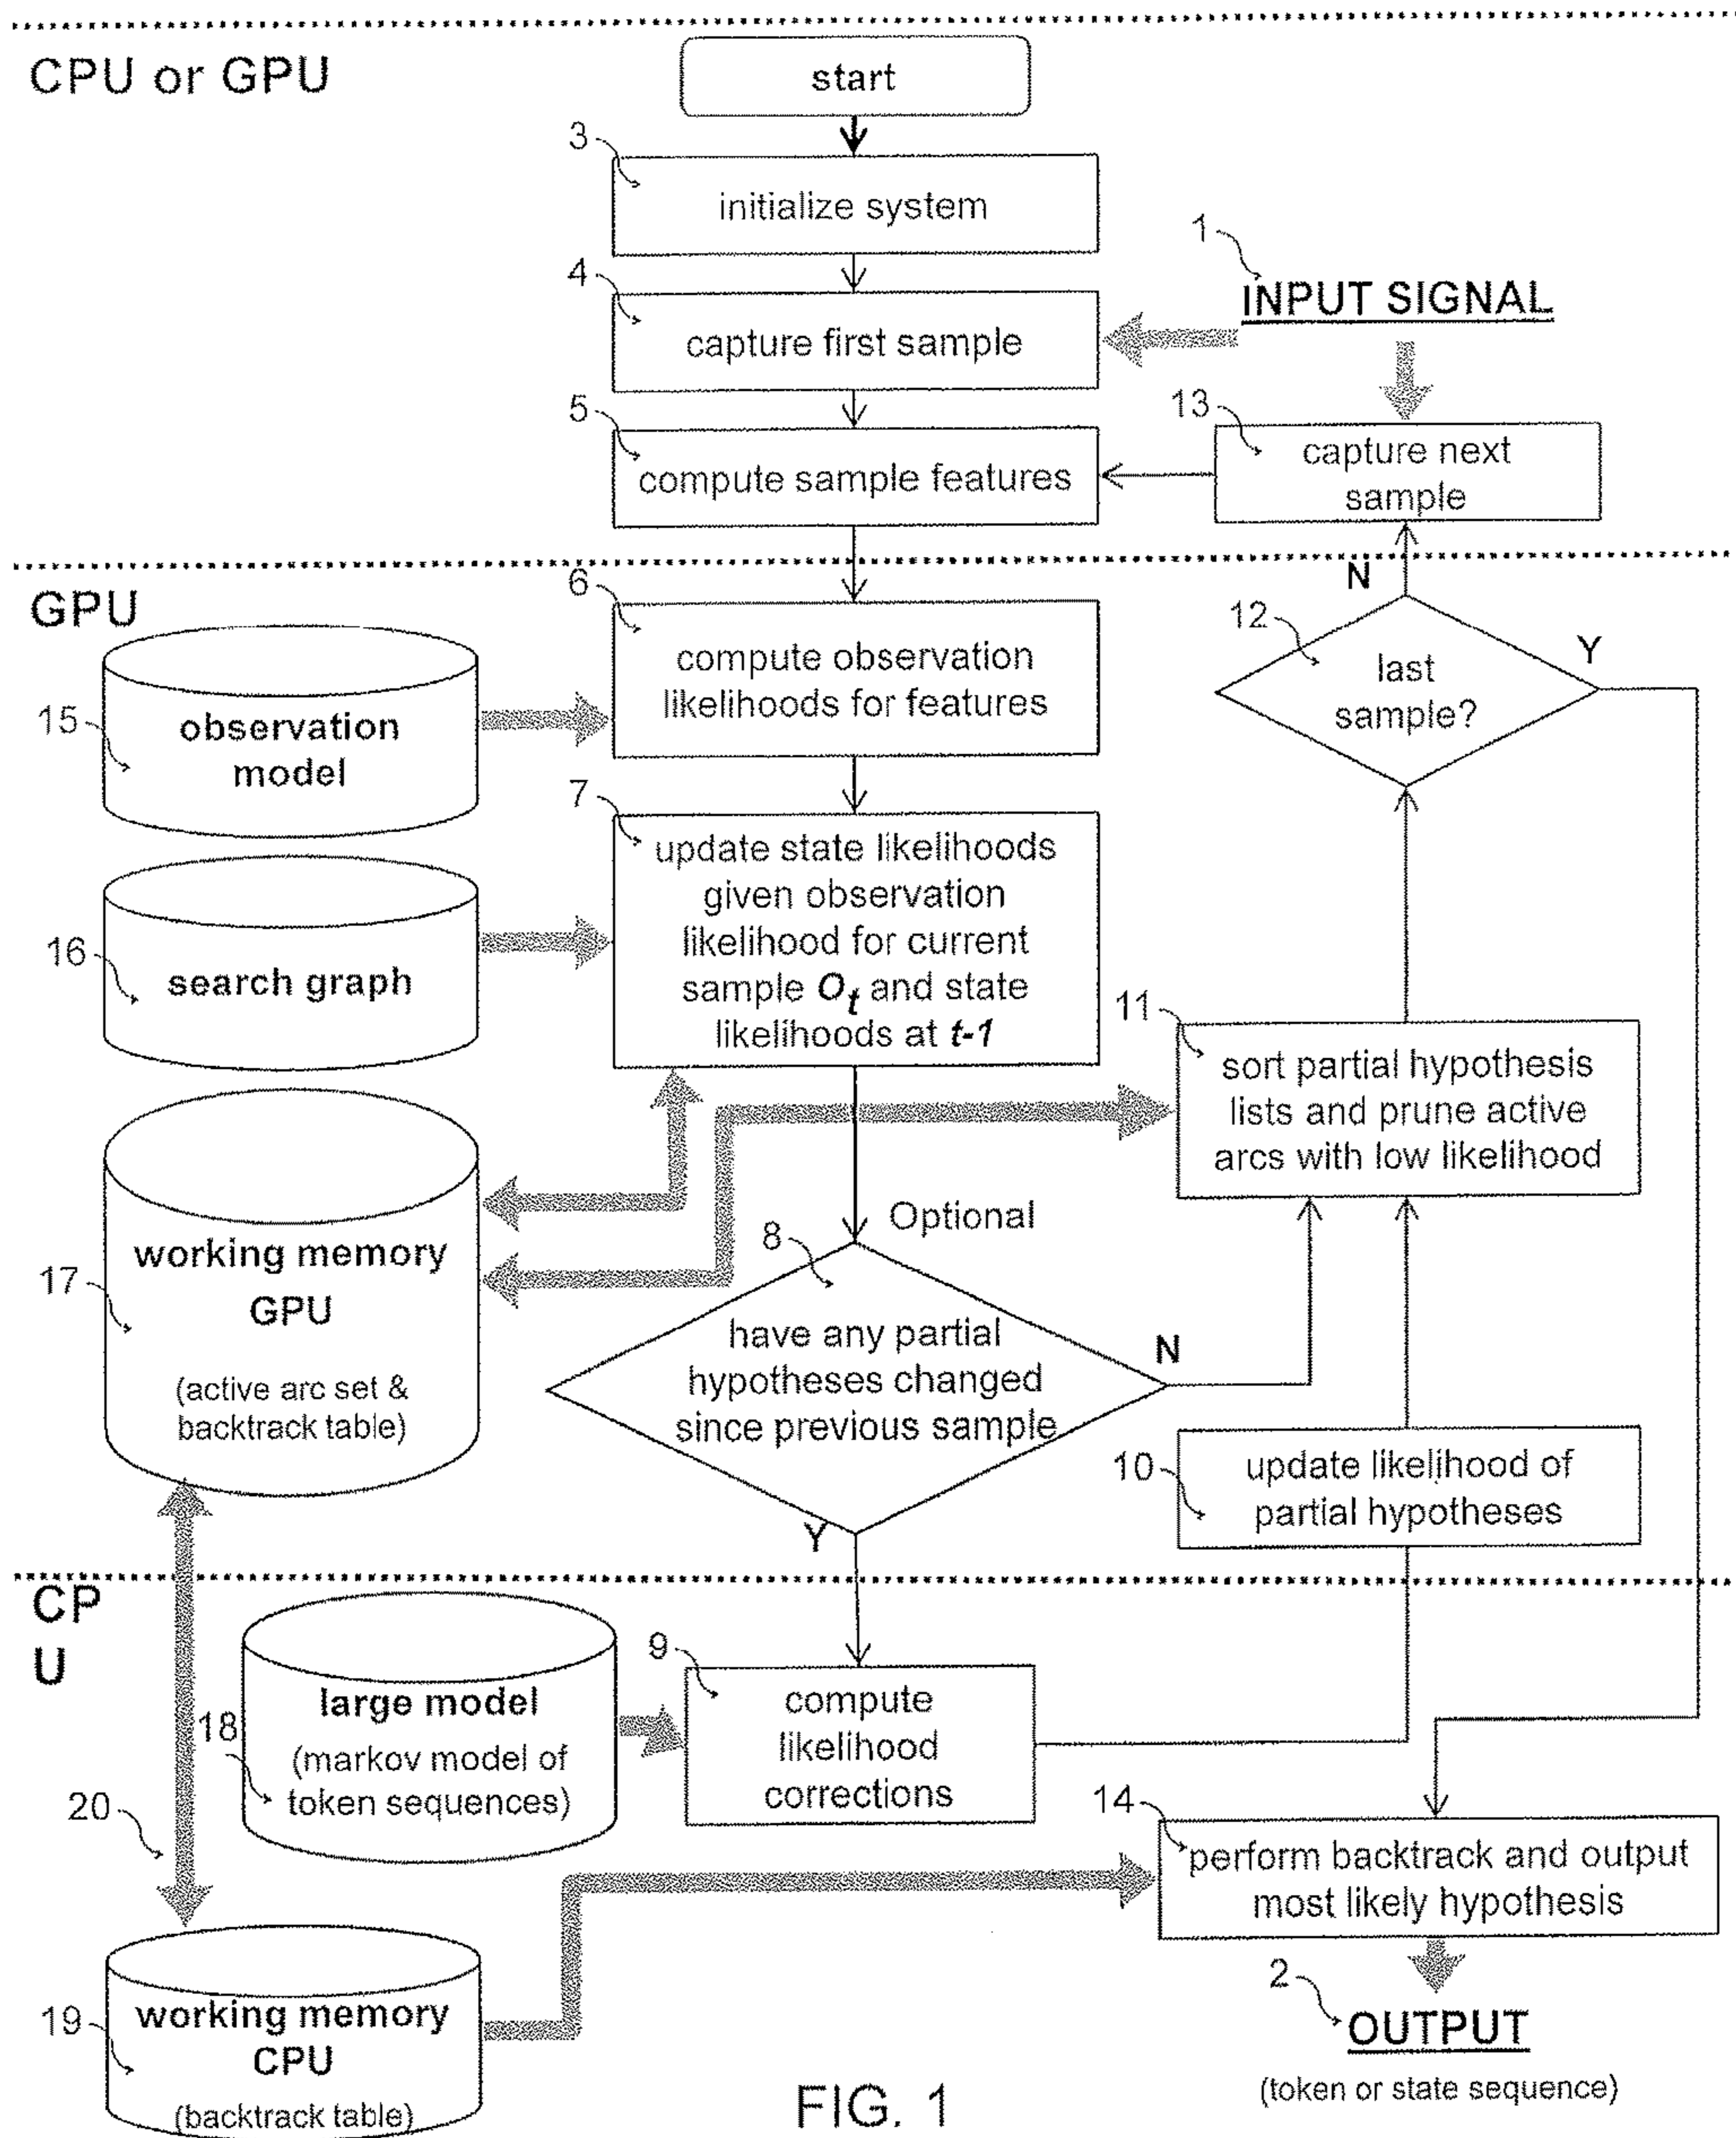 CPU or GPU
start
3
initialize system
1
INPUT SIGNAL
4
capture first sample
5
compute sample features
13
capture next
sample
N
GPU
6
compute observation
likelihoods for features
12
last
sample?
Y
15
observation
model
7
update state likelihoods
given observation
likelihood for current
sample Ot and state
likelihoods at t-1
16
search graph
11
sort partial hypothesis
lists and prune active
arcs with low likelihood
17
working memory
GPU
(active arc set &
backtrack table)
Optional
8
have any partial
hypotheses changed
since previous sample
N
Y
10
update likelihood of
partial hypotheses
CP
U
18
large model
(markov model of
token sequences)
9
compute
likelihood
corrections
20
14
perform backtrack and output
most likely hypothesis
19
working memory
CPU
(backtrack table)
2
OUTPUT
(token or state sequence)
FIG. 1